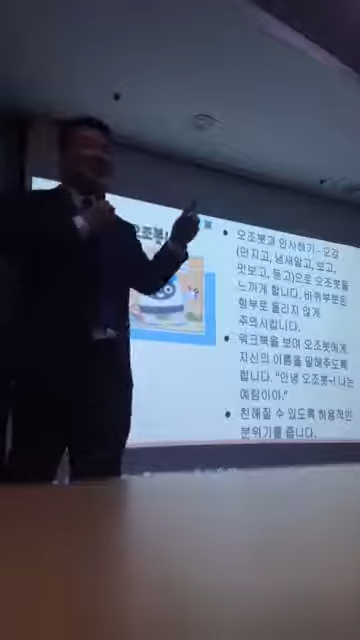 오조봇
오조봇과 인사하기 - 오감
(만지고, 냄새맡고, 보고,
맛보고, 듣고)으로 오조봇을
느끼게 합니다. 바퀴부분은
함부로 돌리지 않게
주의시킵니다.
워크북을 보며 오조봇에게
자신의 이름을 말해주도록
합니다. "안녕 오조봇~! 나는
예탐이야."
친해질 수 있도록 허용적인
분위기를 줍니다.